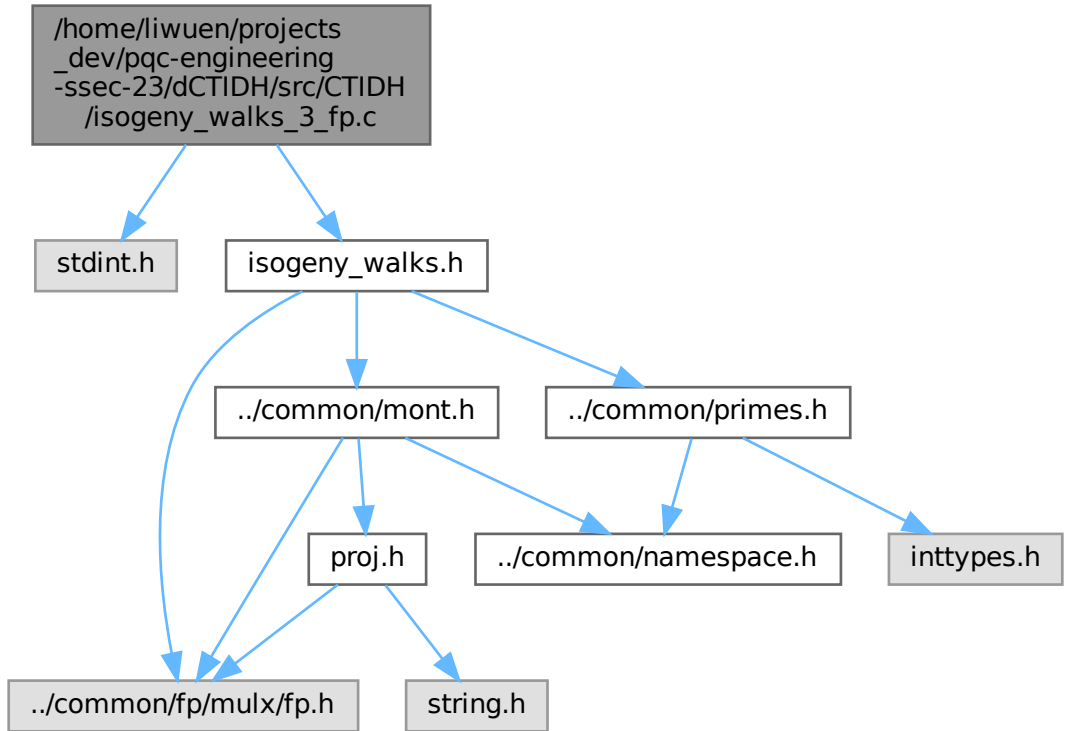 /home/liwuen/projects
_dev/pqc-engineering
-ssec-23/dCTIDH/src/CTIDH
/isogeny_walks_3_fp.c
stdint.h
isogeny_walks.h
../common/mont.h
../common/primes.h
proj.h
../common/namespace.h
inttypes.h
../common/fp/mulx/fp.h
string.h